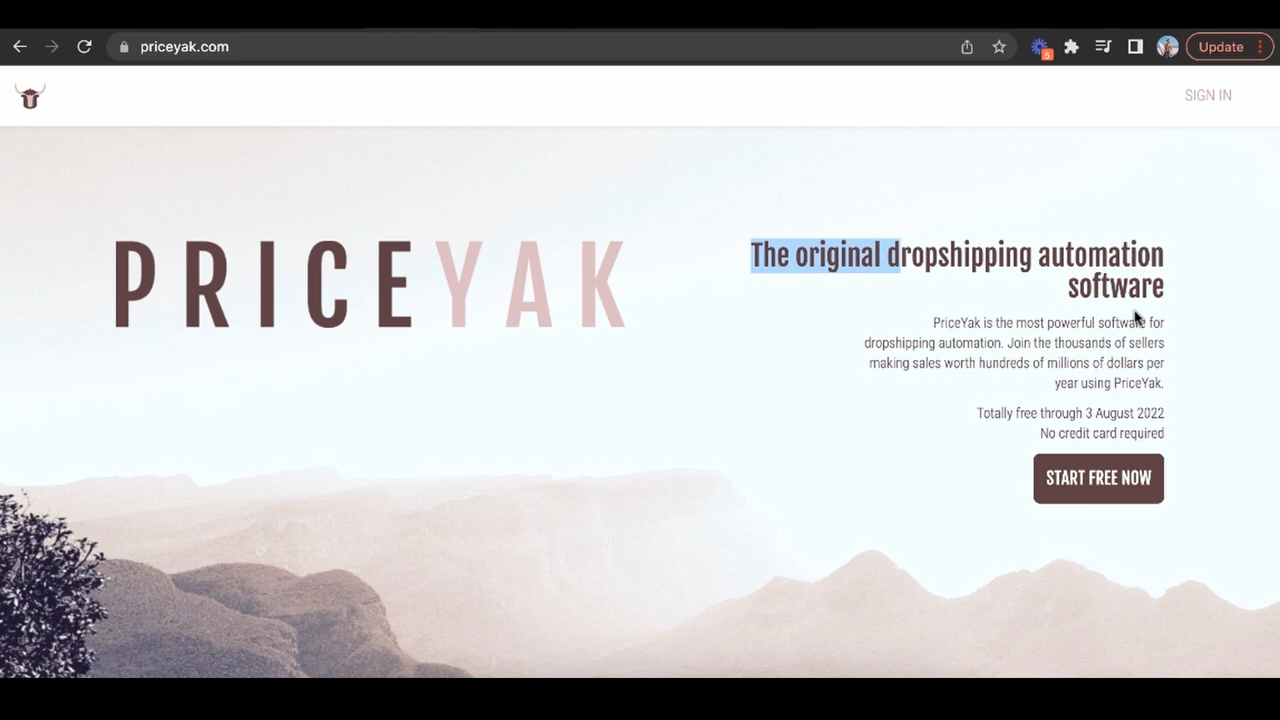 priceyak.com
5
Update
SIGN IN
PRICEYAK
The original dropshipping automation
software
PriceYak is the most powerful software for
dropshipping automation. Join the thousands of sellers
making sales worth hundreds of millions of dollars per
year using PriceYak.
Totally free through 3 August 2022
No credit card required
START FREE NOW